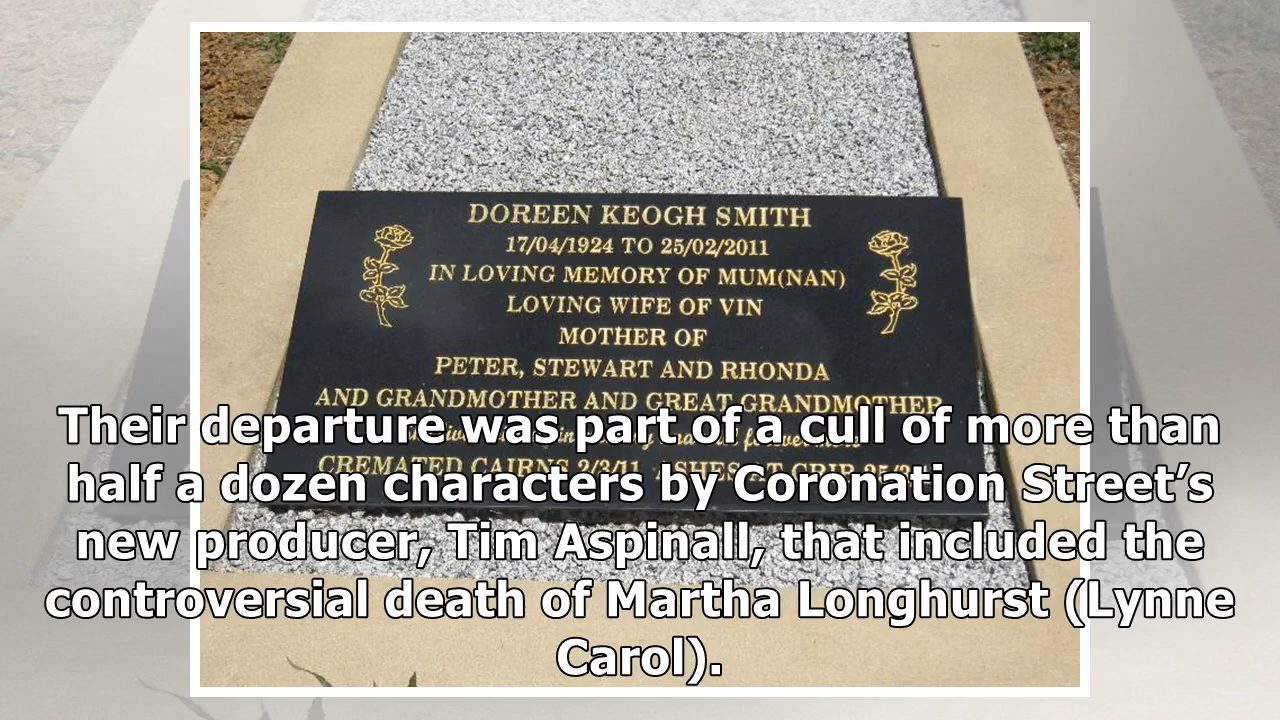 DOREEN KEOGH SMITH
17/04/1924 TO 25/02/2011
IN LOVING MEMORY OF MUM(NAN)
LOVING WIFE OF VIN
MOTHER OF
PETER, STEWART AND RHONDA
AND GRANDMOTHER AND GREAT GRANDMOTHER
CREMATED CAIRNS 2/3/11 ASHES AT
Their departure was part of a cull of more than
half a dozen characters by Coronation Street’s
new producer, Tim Aspinall, that included the
controversial death of Martha Longhurst (Lynne
Carol).